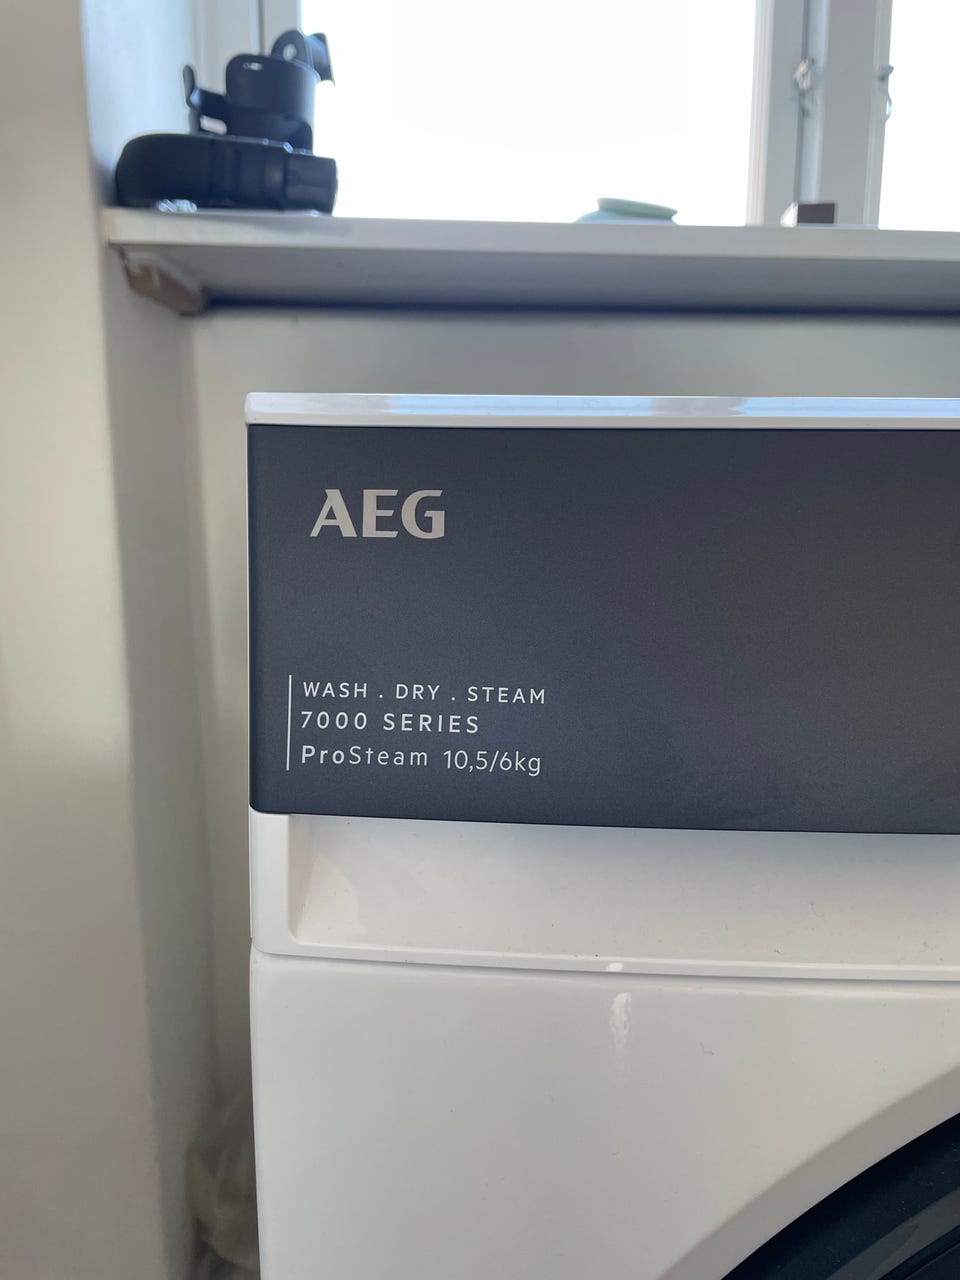 AEG
WASH . DRY . STEAM
7000 SERIES
ProSteam 10,5/6kg